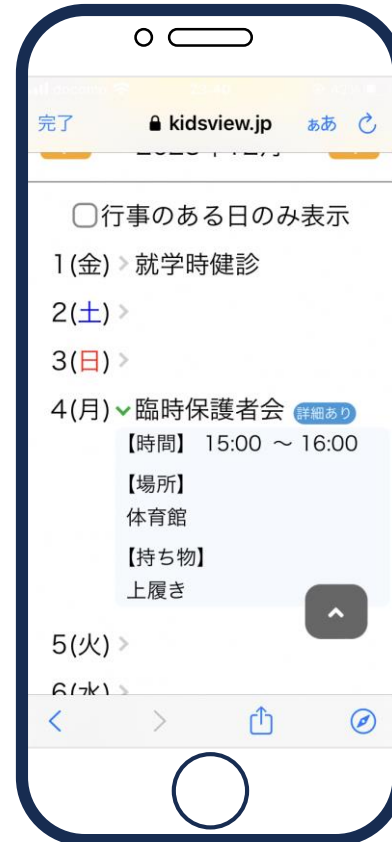 完了 kidsview.jp ぁあ
□行事のある日のみ表示
1(金) > 就学時健診
2(土) >
3(日) >
4(月) 臨時保護者会 詳細あり
【時間】 15:00 ～ 16:00
【場所】
体育館
【持ち物】
上履き
5(火) >
6(水) >